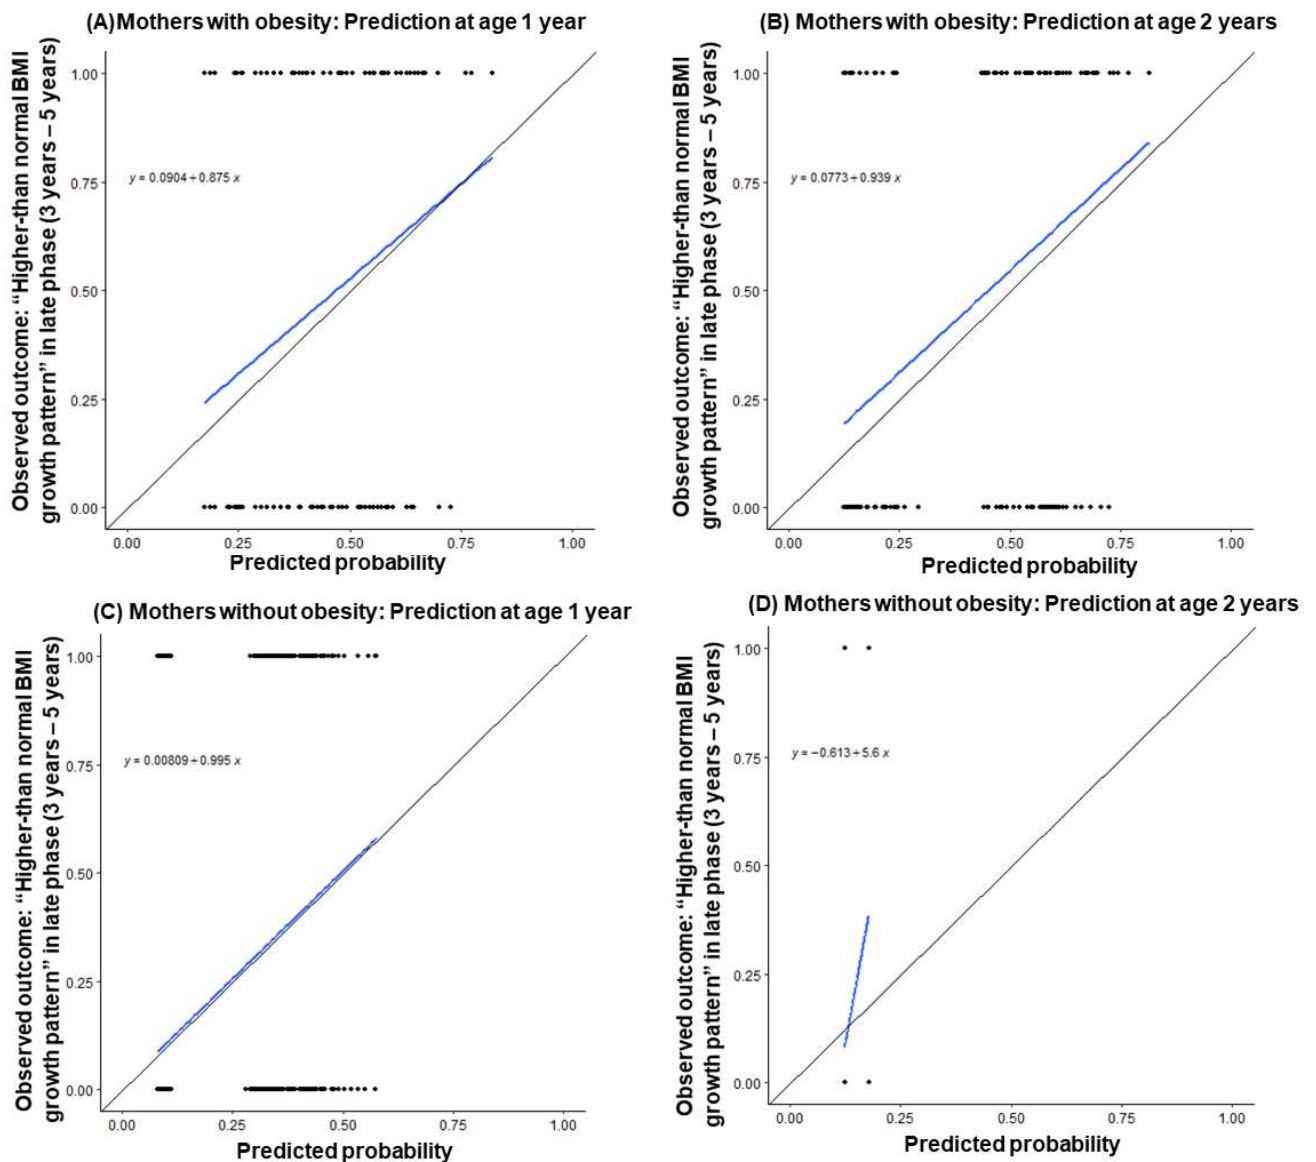 (A)Mothers with obesity: Prediction at age 1 year
Observed outcome: “Higher-than normal BMI
growth pattern” in late phase (3 years – 5 years)
1.00
0.75
0.50
0.25
0.00
y = 0.0904+0.875 x
0.00 0.25 0.50 0.75 1.00
Predicted probability
(B) Mothers with obesity: Prediction at age 2 years
Observed outcome: “Higher-than normal BMI
growth pattern” in late phase (3 years – 5 years)
1.00
0.75
0.50
0.25
0.00
y = 0.0773+0.939 x
0.00 0.25 0.50 0.75 1.00
Predicted probability
(C) Mothers without obesity: Prediction at age 1 year
Observed outcome: “Higher-than normal BMI
growth pattern” in late phase (3 years – 5 years)
1.00
0.75
0.50
0.25
0.00
y = 0.00809+0.995 x
0.00 0.25 0.50 0.75 1.00
Predicted probability
(D) Mothers without obesity: Prediction at age 2 years
Observed outcome: “Higher-than normal BMI
growth pattern” in late phase (3 years – 5 years)
1.00
0.75
0.50
0.25
0.00
y = −0.613+5.6 x
0.00 0.25 0.50 0.75 1.00
Predicted probability